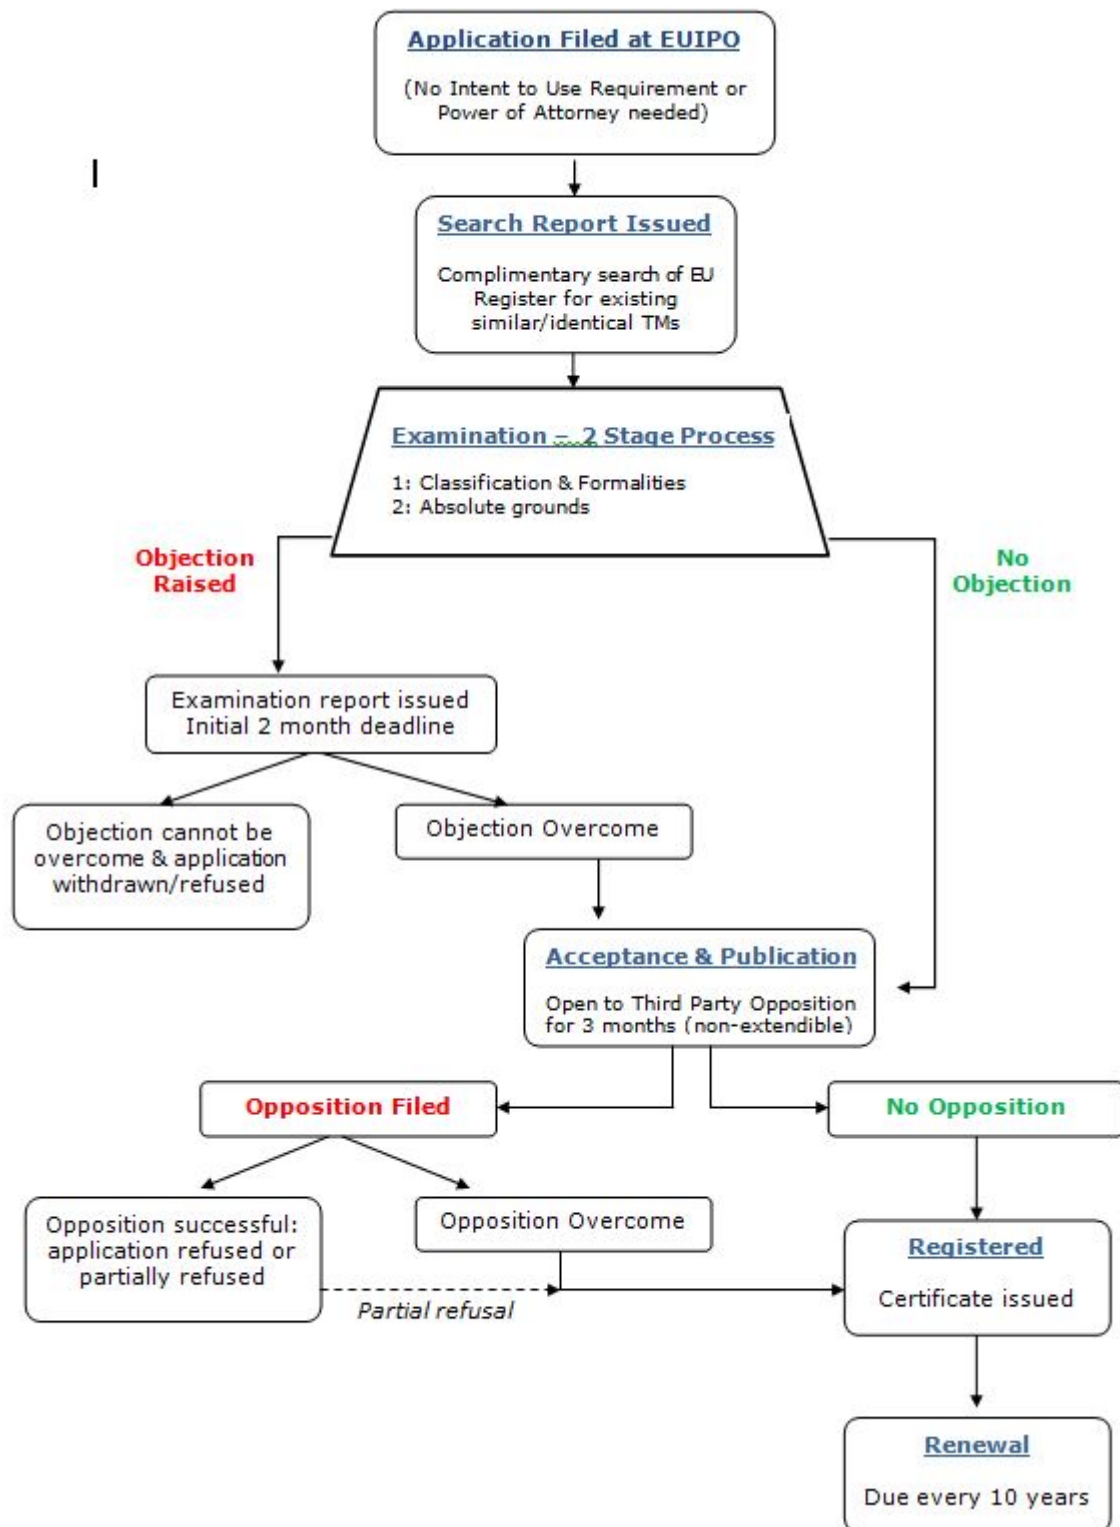 Application Filed at EUIPO
(No Intent to Use Requirement or
Power of Attorney needed)
Search Report Issued
Complimentary search of EU
Register for existing
similar/identical TMs
Examination – 2 Stage Process
1: Classification & Formalities
2: Absolute grounds
Objection
Raised
No
Objection
Examination report issued
Initial 2 month deadline
Objection cannot be
overcome & application
withdrawn/refused
Objection Overcome
Acceptance & Publication
Open to Third Party Opposition
for 3 months (non-extendible)
Opposition Filed
No Opposition
Opposition successful:
application refused or
partially refused
Opposition Overcome
Partial refusal
Registered
Certificate issued
Renewal
Due every 10 years